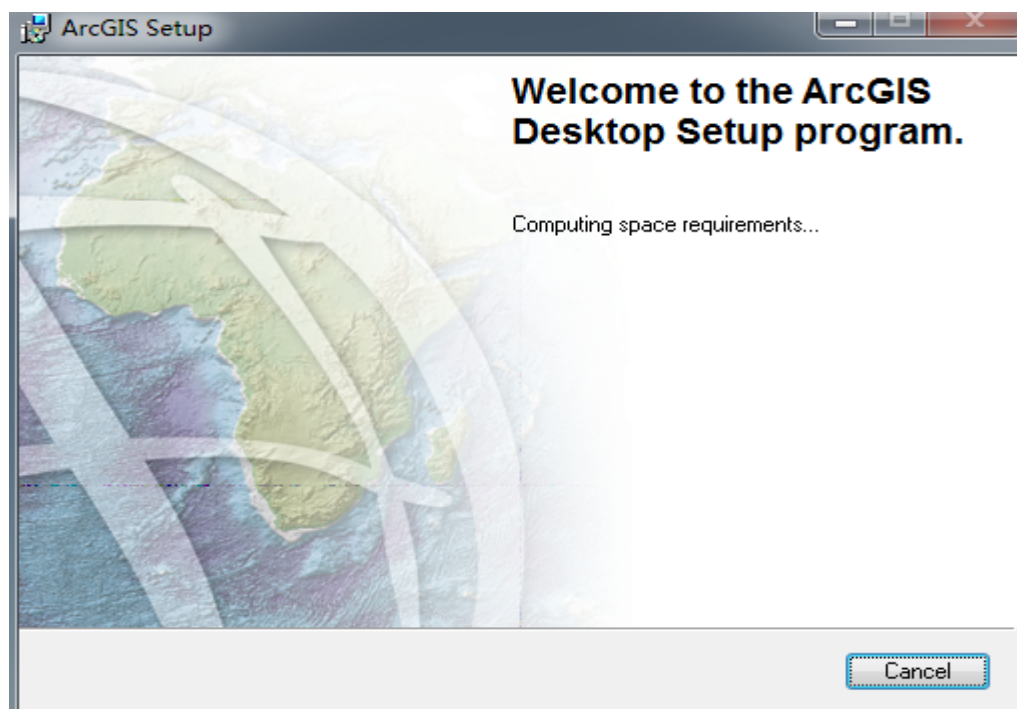 ArcGIS Setup
Welcome to the ArcGIS
Desktop Setup program.
Computing space requirements...
Cancel